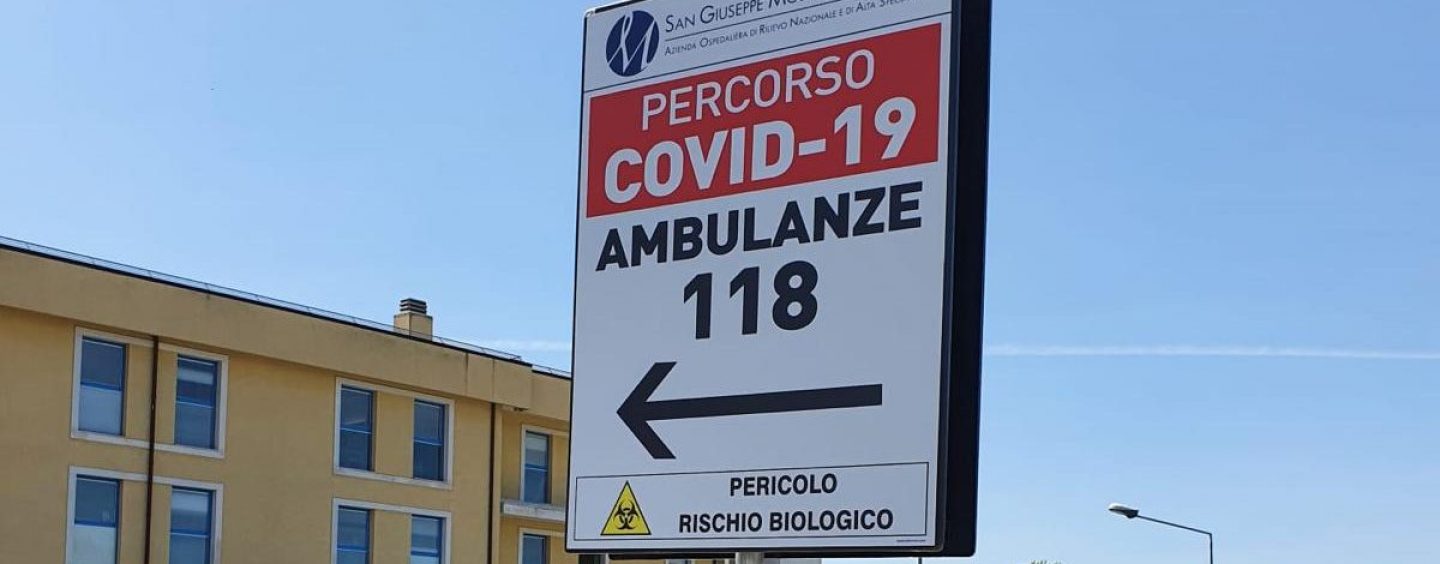 SAN GIUSEPPE
AZIENDA OSPEDALIERA DI RILIEVO NAZIONALE E DI ALTA
PERCORSO
COVID-19
AMBULANZE
118
PERICOLO
RISCHIO BIOLOGICO